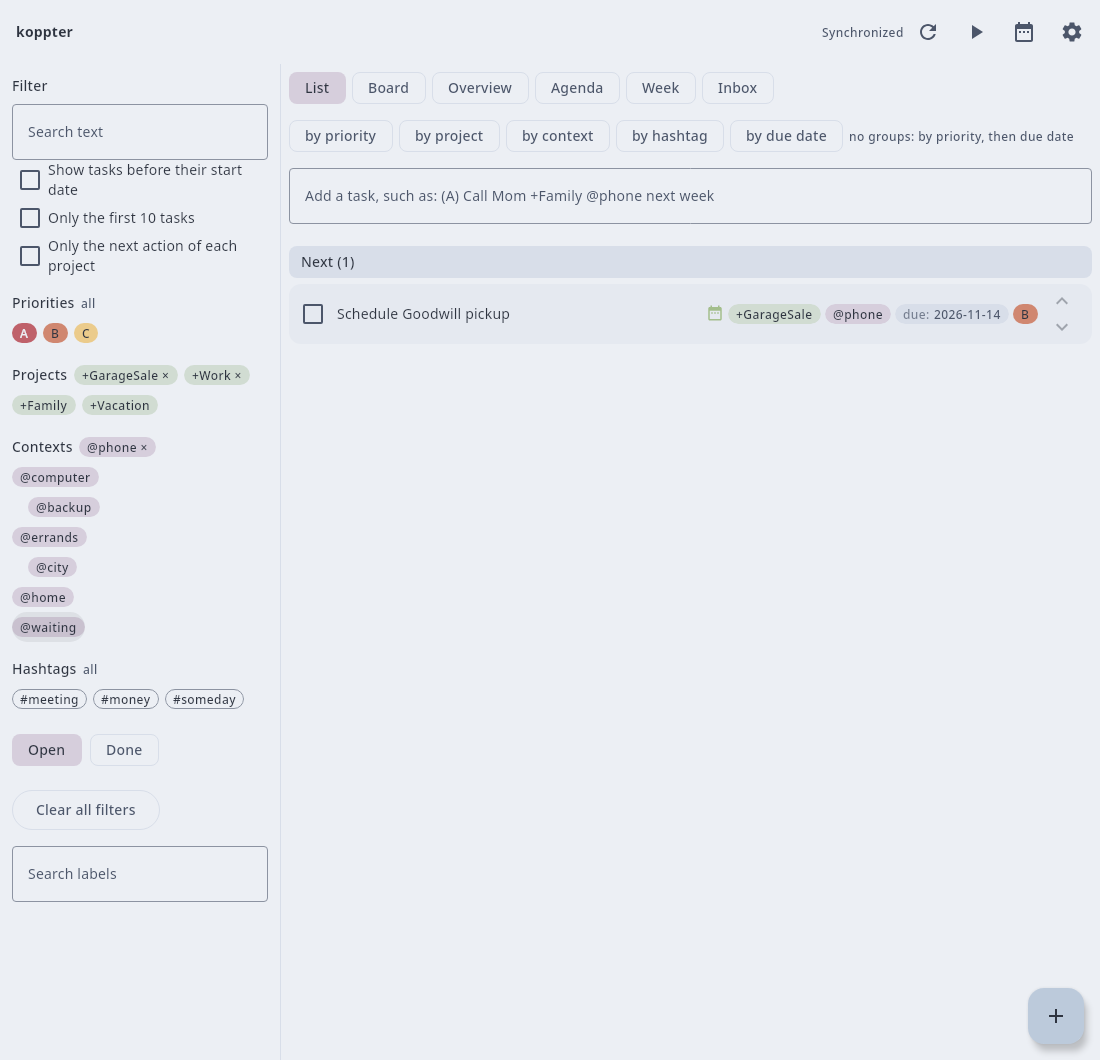 koppter
Synchronized
Filter
Search text
Show tasks before their start
date
Only the first 10 tasks
Only the next action of each
project
Priorities all
A B C
Projects +GarageSale × +Work ×
+Family +Vacation
Contexts @phone ×
@computer
@backup
@errands
@city
@home
@waiting
Hashtags all
#meeting #money #someday
Open Done
Clear all filters
Search labels
List Board Overview Agenda Week Inbox
by priority by project by context by hashtag by due date no groups: by priority, then due date
Add a task, such as: (A) Call Mom +Family @phone next week
Next (1)
Schedule Goodwill pickup +GarageSale @phone due: 2026-11-14 B
+